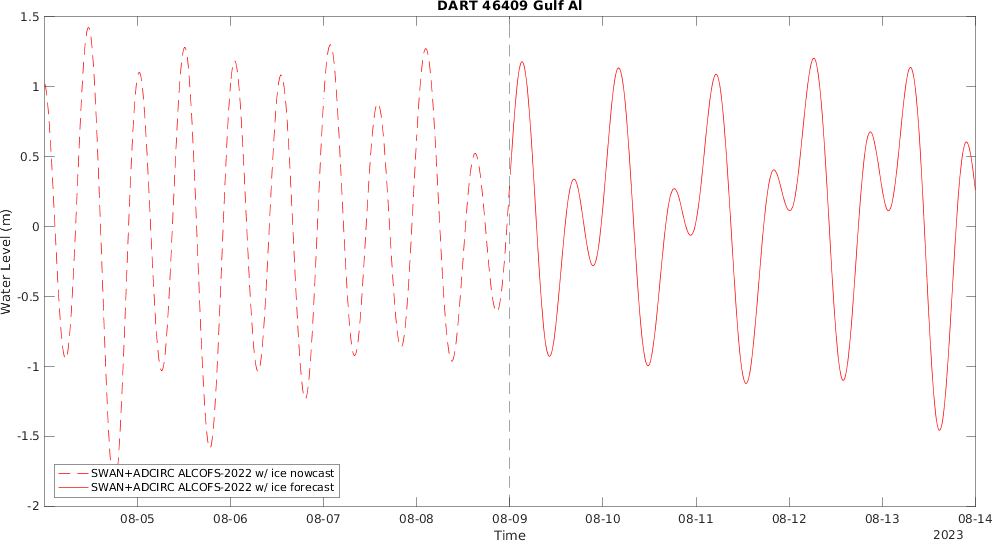 DART 46409 Gulf Al
1.5
1
0.5
0
-0.5
-1
-1.5
-2
Water Level (m)
SWAN+ADCIRC ALCOFS-2022 w/ ice nowcast
SWAN+ADCIRC ALCOFS-2022 w/ ice forecast
08-05 08-06 08-07 08-08 08-09 08-10 08-11 08-12 08-13 08-14
Time
2023